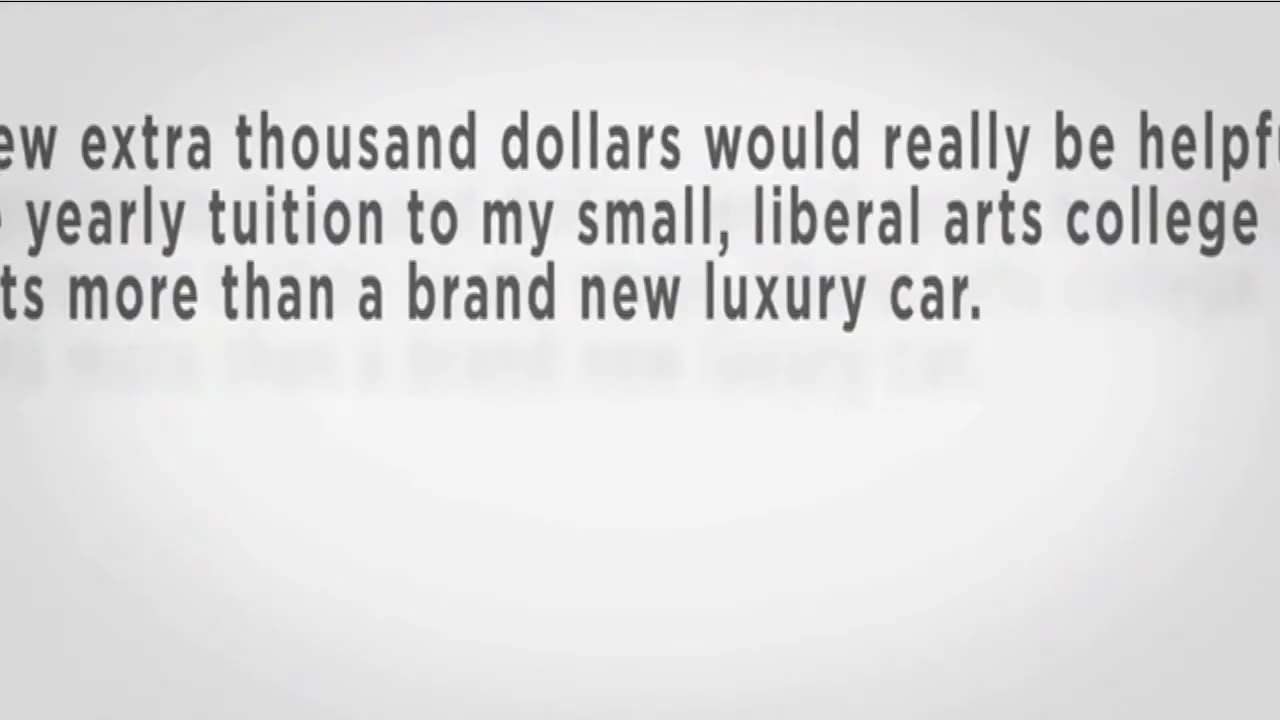 ew extra thousand dollars would really be helpf
yearly tuition to my small, liberal arts college
ts more than a brand new luxury car.